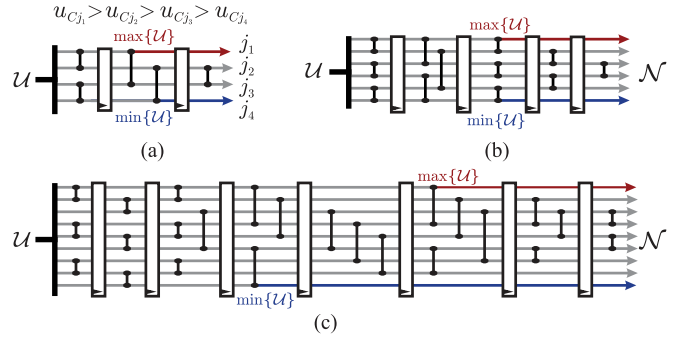 u_{Cj_1} > u_{Cj_2} > u_{Cj_3} > u_{Cj_4}
max{𝒰}
𝒰
j_1
j_2
j_3
j_4
min{𝒰}
(a)
max{𝒰}
𝒰
𝒩
min{𝒰}
(b)
max{𝒰}
𝒰
𝒩
min{𝒰}
(c)